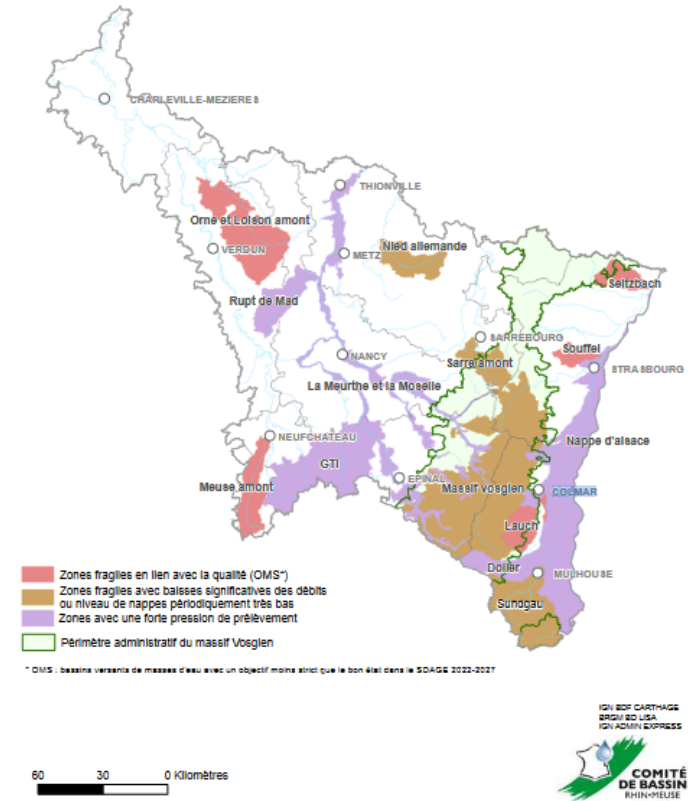 CHARLEVILLE-MEZIERES
THIONVILLE
Orne et Loison amont
VERDUN
METZ
Nied allemande
Seltzbach
Rupt de Mad
SARREBOURG
Souffel
NANCY
Sarre amont
STRASBOURG
La Meurthe et la Moselle
NEUFCHATEAU
Nappe d'alsace
GTI
EPINAL
Meuse amont
Massif vosgien
COLMAR
Lauch
Doller
MULHOUSE
Sundgau
Zones fragiles en lien avec la qualité (OMS*)
Zones fragiles avec baisses significatives des débits
ou niveau de nappes périodiquement très bas
Zones avec une forte pression de prélèvement
Périmètre administratif du massif Vosgien
* OMS : bassins versants de masses d'eau avec un objectif moins strict que le bon état dans le SDAGE 2022-2027
IGN BDF CARTHAGE
BRGM BD LISA
IGN ADMIN EXPRESS
60 30 0 Kilomètres
COMITÉ
DE BASSIN
RHIN-MEUSE